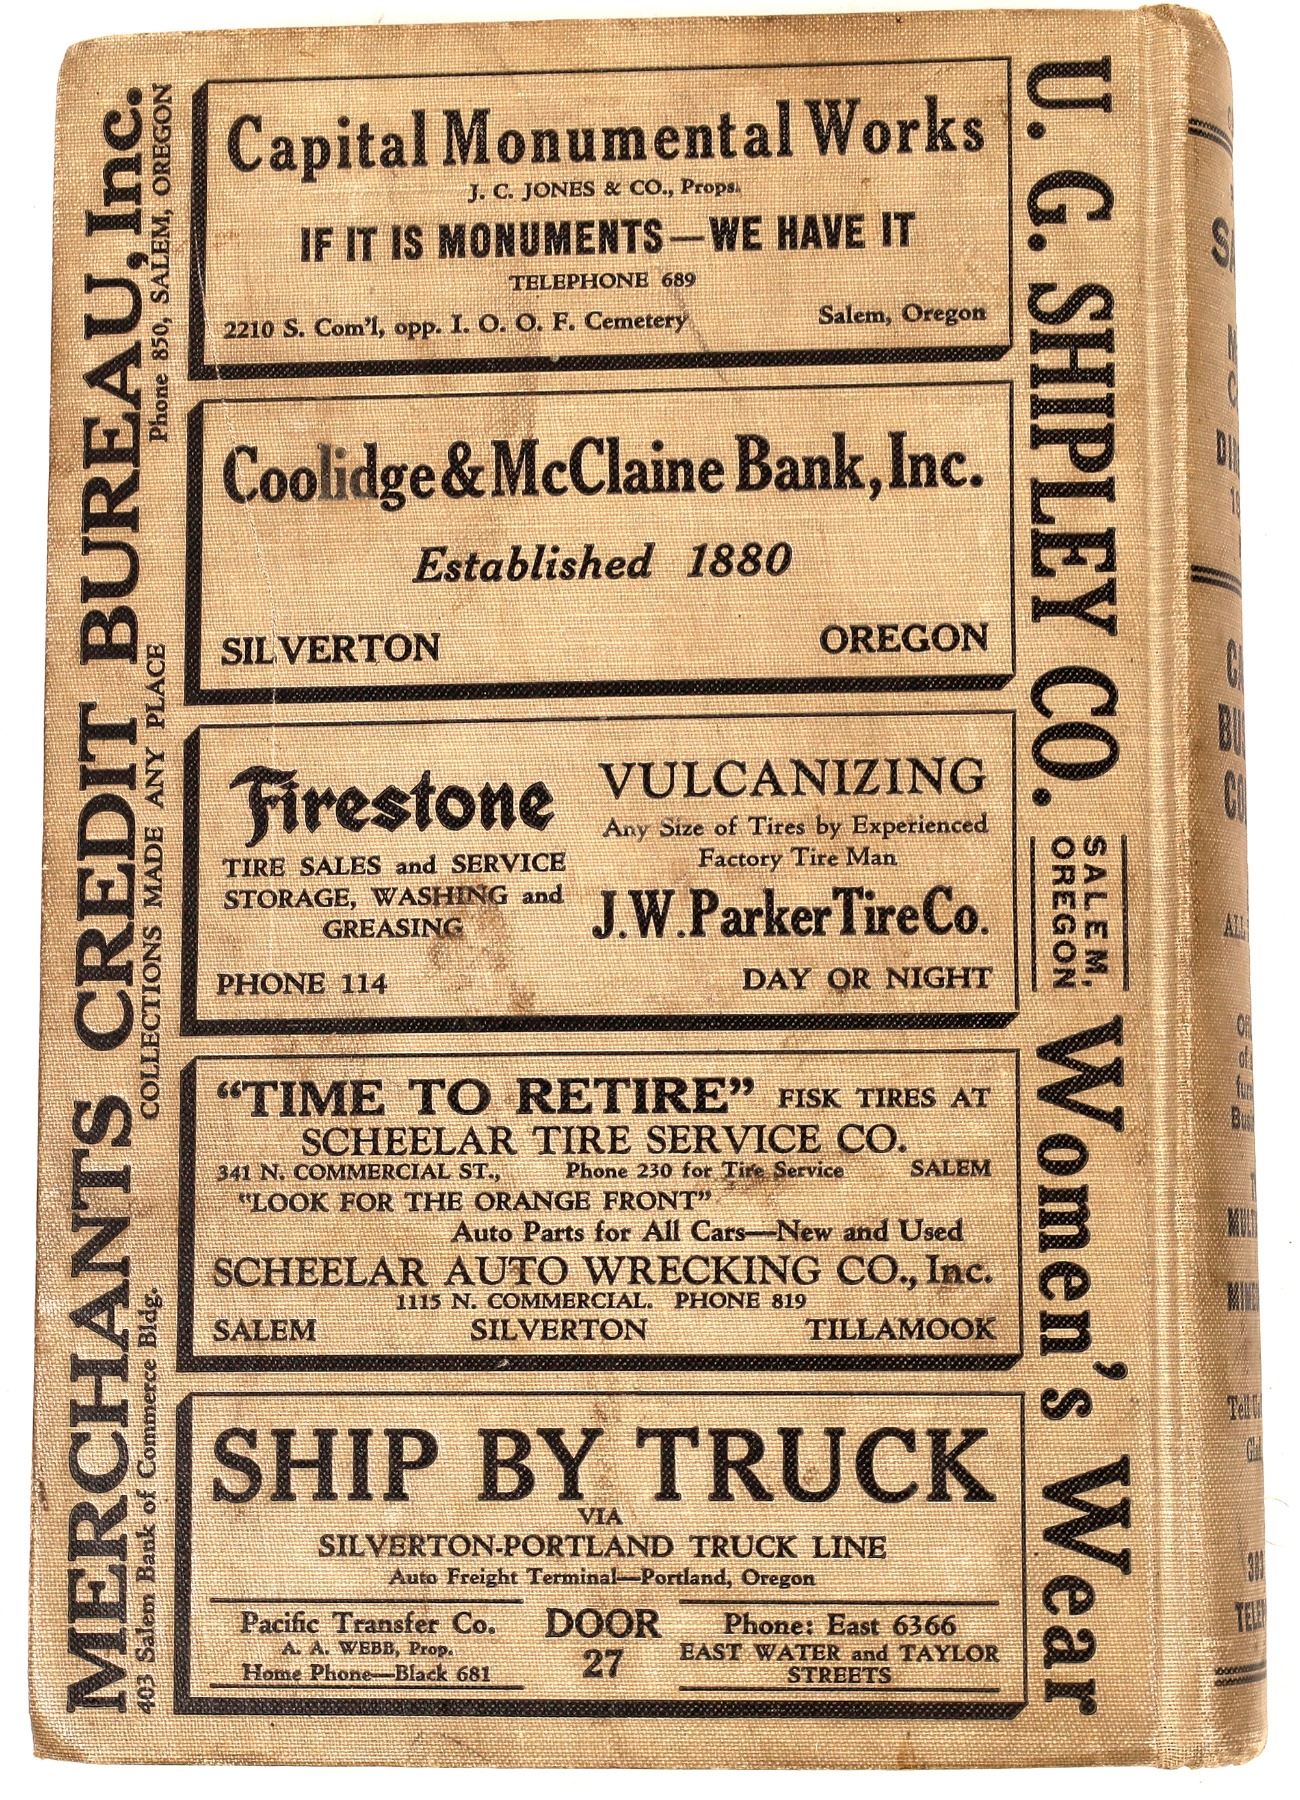 MERCHANTS CREDIT BUREAU, Inc.
403 Salem Bank of Commerce Bldg. COLLECTIONS MADE ANY PLACE Phone 850, SALEM, OREGON
Capital Monumental Works
J. C. JONES & CO., Props.
IF IT IS MONUMENTS—WE HAVE IT
TELEPHONE 689
2210 S. Com'l, opp. I. O. O. F. Cemetery Salem, Oregon
Coolidge & McClaine Bank, Inc.
Established 1880
SILVERTON OREGON
Firestone
TIRE SALES and SERVICE
STORAGE, WASHING and
GREASING
PHONE 114
VULCANIZING
Any Size of Tires by Experienced
Factory Tire Man
J. W. Parker Tire Co.
DAY OR NIGHT
"TIME TO RETIRE" FISK TIRES AT
SCHEELAR TIRE SERVICE CO.
341 N. COMMERCIAL ST., Phone 230 for Tire Service SALEM
"LOOK FOR THE ORANGE FRONT"
Auto Parts for All Cars—New and Used
SCHEELAR AUTO WRECKING CO., Inc.
1115 N. COMMERCIAL. PHONE 819
SALEM SILVERTON TILLAMOOK
SHIP BY TRUCK
VIA
SILVERTON-PORTLAND TRUCK LINE
Auto Freight Terminal—Portland, Oregon
Pacific Transfer Co.
A. A. WEBB, Prop.
Home Phone—Black 681
DOOR
27
Phone: East 6366
EAST WATER and TAYLOR
STREETS
U. G. SHIPLEY CO. SALEM, OREGON Women's Wear